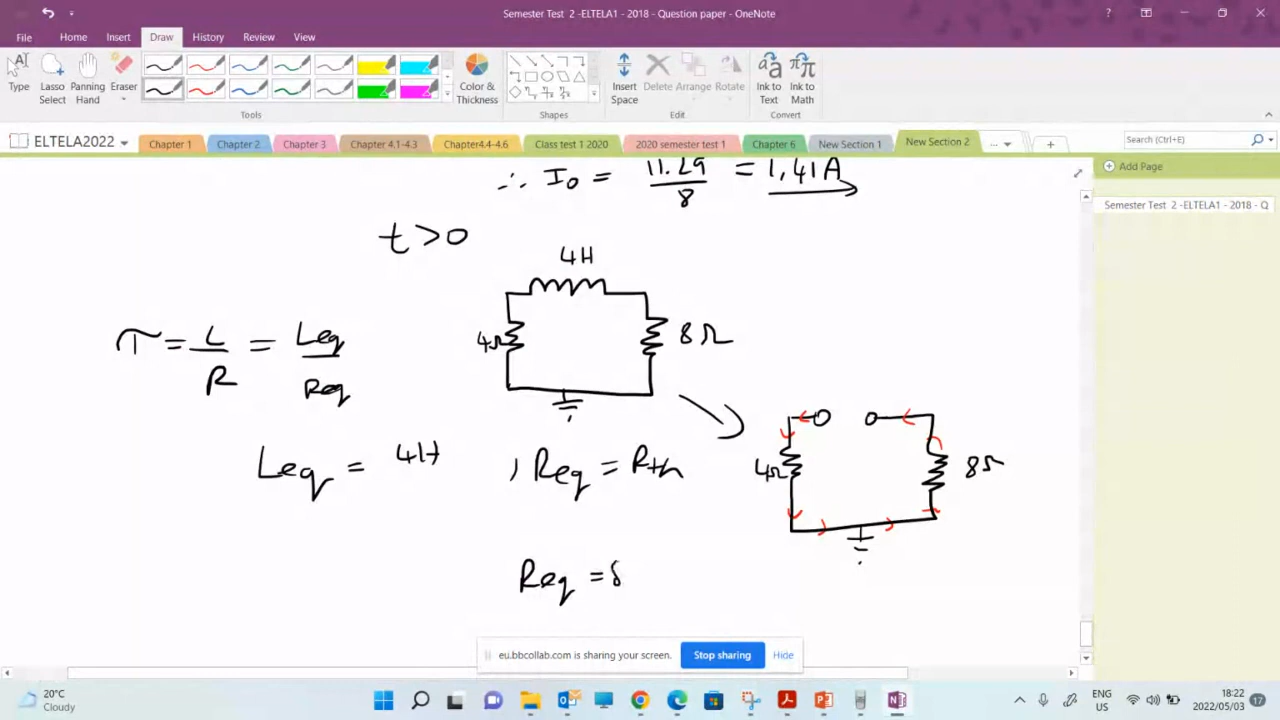 Semester Test 2 -ELTELA1 - 2018 - Question paper - OneNote
File Home Insert Draw History Review View
Type
Lasso Select
Panning Hand
Eraser
Color & Thickness
Insert Space
Delete
Arrange
Rotate
Ink to Text
Ink to Math
Tools
Shapes
Edit
Convert
ELTELA2022
Chapter 1
Chapter 2
Chapter 3
Chapter 4.1-4.3
Chapter4.4-4.6
Class test 1 2020
2020 semester test 1
Chapter 6
New Section 1
New Section 2
...
Search (Ctrl+E)
Add Page
Semester Test 2 -ELTELA1 - 2018 - Q
∴ I₀ = 11.29/8 = 1,41A
t>0
4H
4Ω
8Ω
τ = L/R = Leq/Req
Leq = 4H , Req = Rth
4Ω
8Ω
Req = 8
eu.bbcollab.com is sharing your screen.
Stop sharing
Hide
20°C
Cloudy
ENG
US
18:22
2022/05/03
17